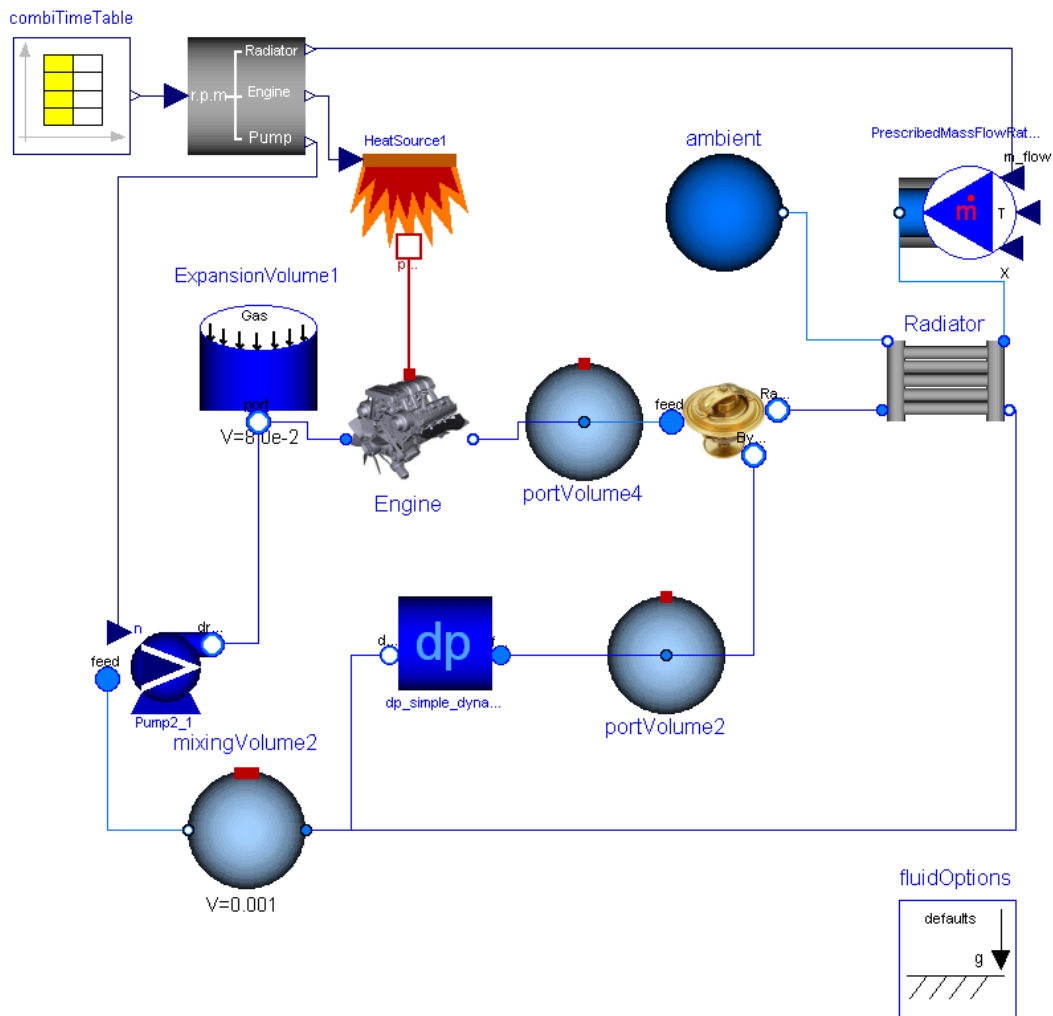 combiTimeTable
Radiator
r.p.m
Engine
Pump
HeatSource1
p...
ambient
PrescribedMassFlowRat...
m_flow
ṁ
T
X
ExpansionVolume1
Gas
port
V=8.0e-2
Engine
feed
portVolume4
Ra...
By...
Radiator
n
dr...
feed
Pump2_1
d...
dp
f...
dp_simple_dyna...
portVolume2
mixingVolume2
V=0.001
fluidOptions
defaults
g